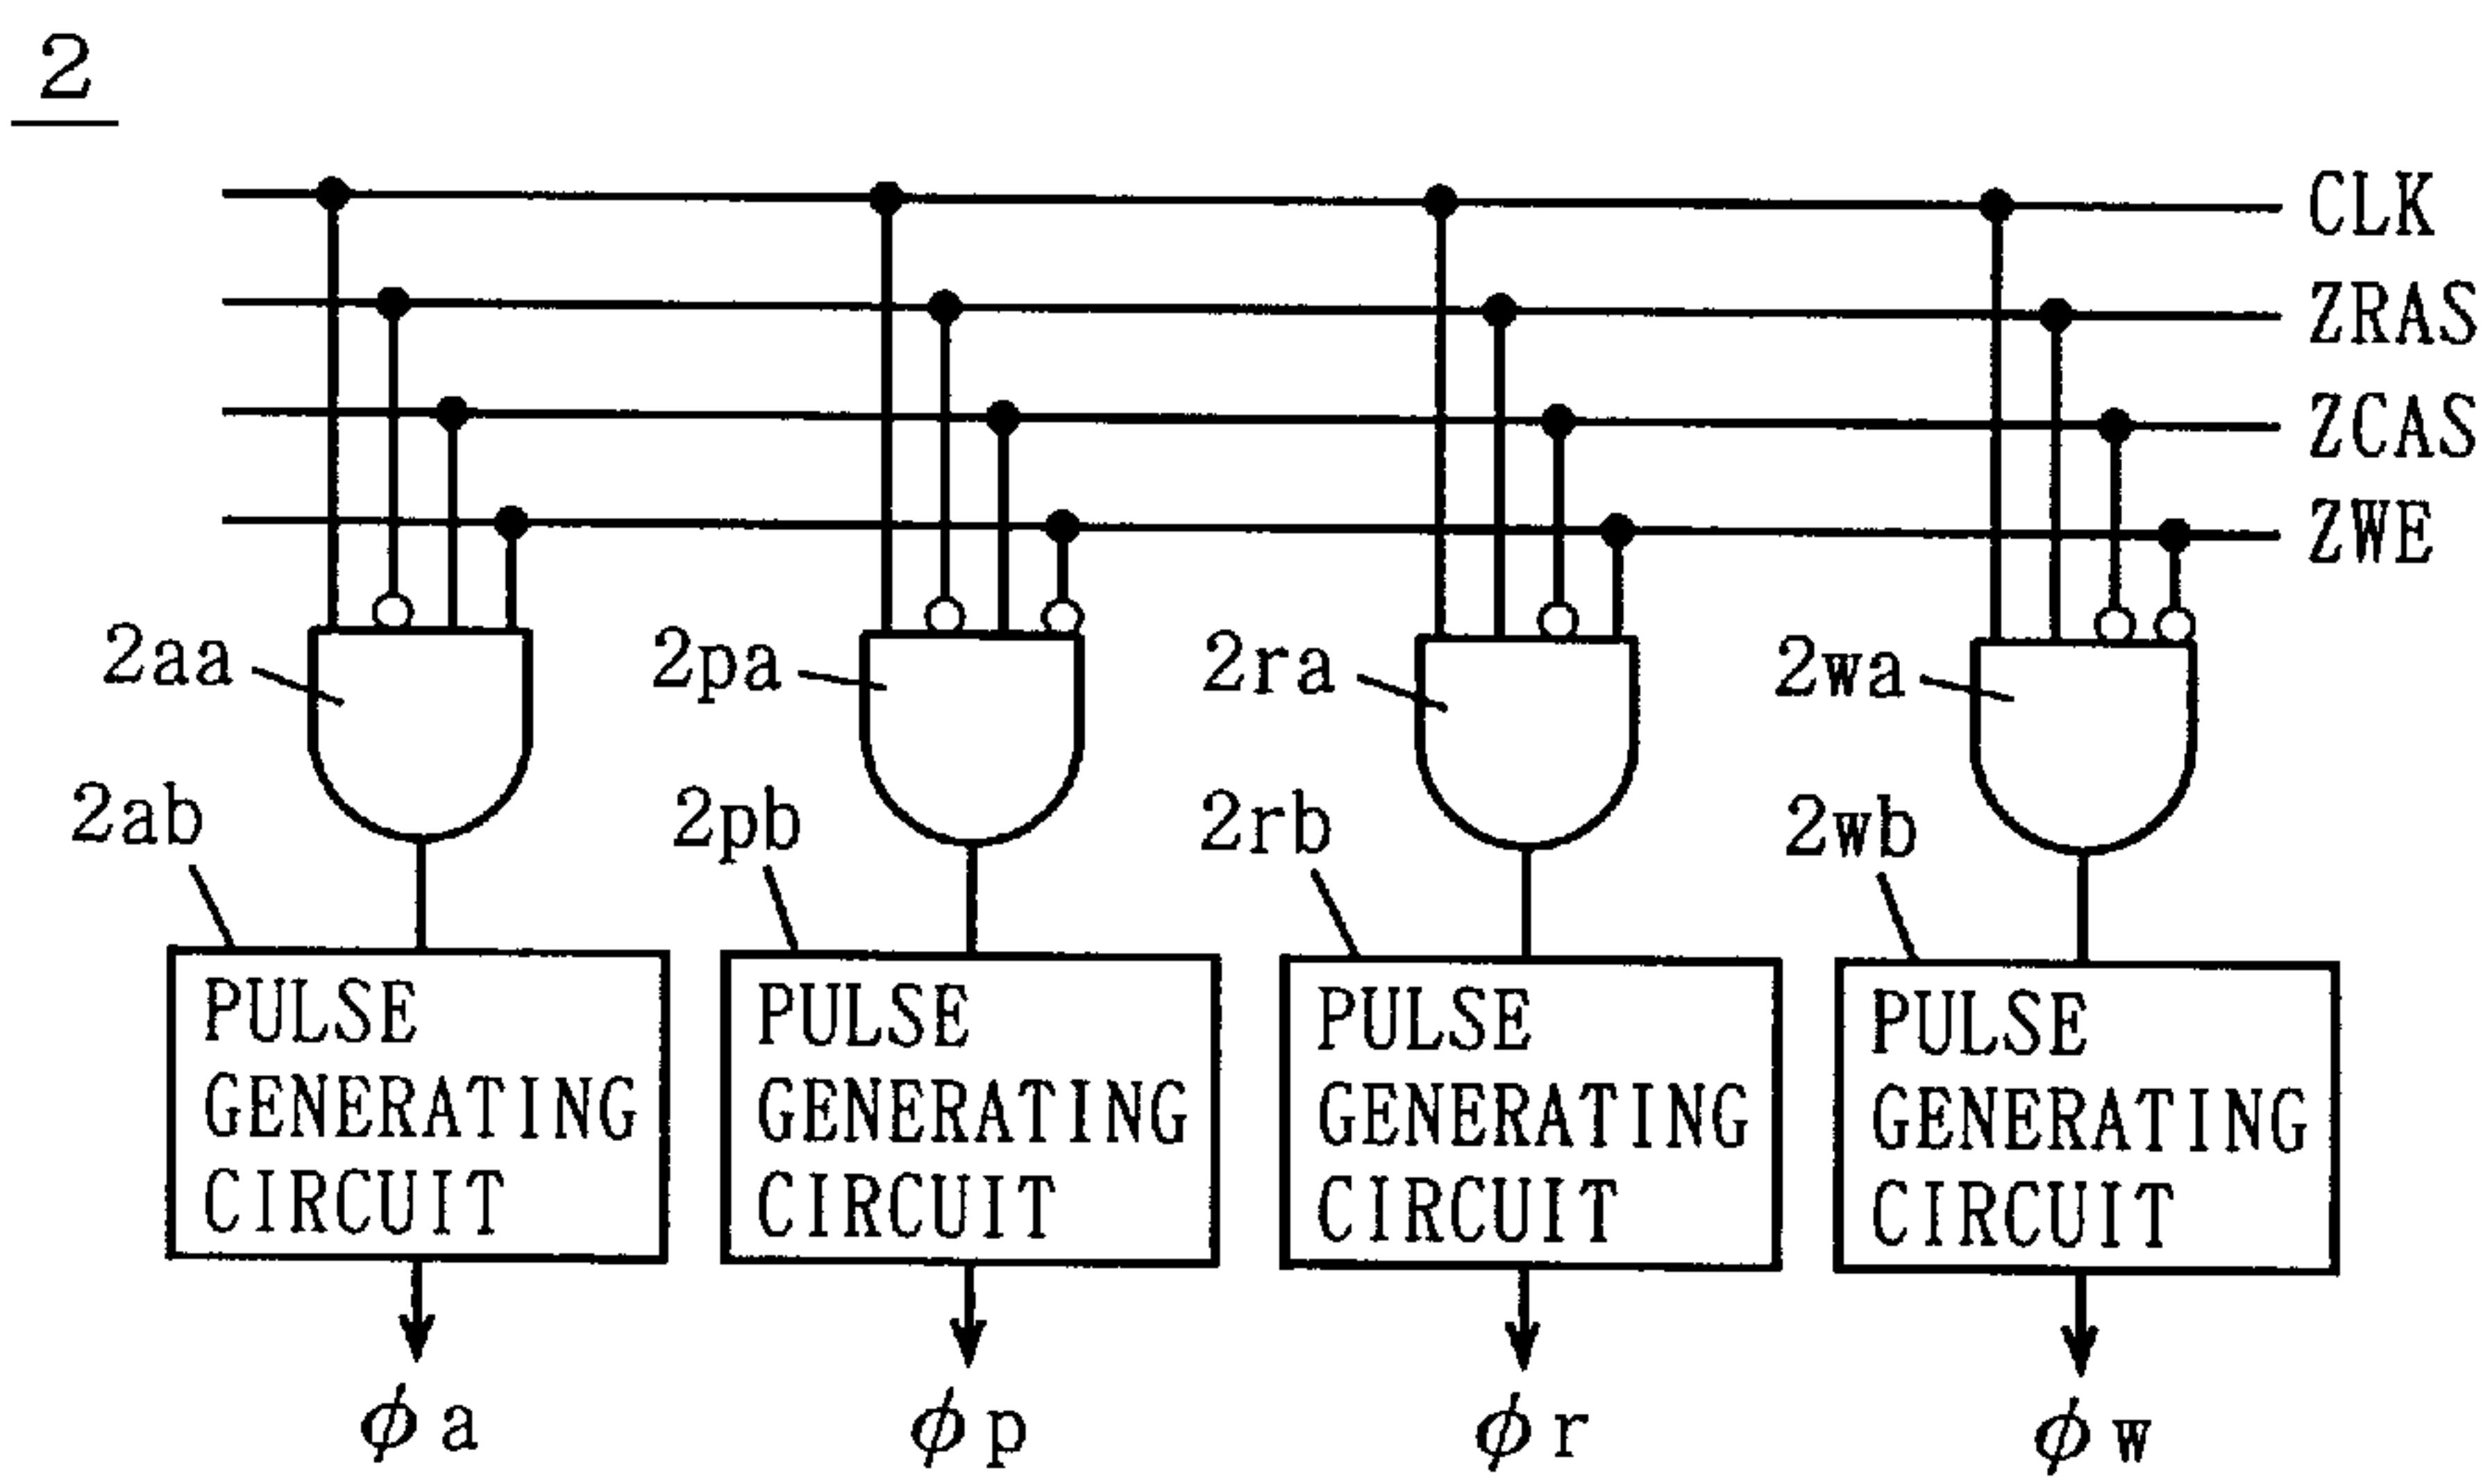 2
CLK
ZRAS
ZCAS
ZWE
2aa
2pa
2ra
2wa
2ab
2pb
2rb
2wb
PULSE
GENERATING
CIRCUIT
PULSE
GENERATING
CIRCUIT
PULSE
GENERATING
CIRCUIT
PULSE
GENERATING
CIRCUIT
φa
φp
φr
φw